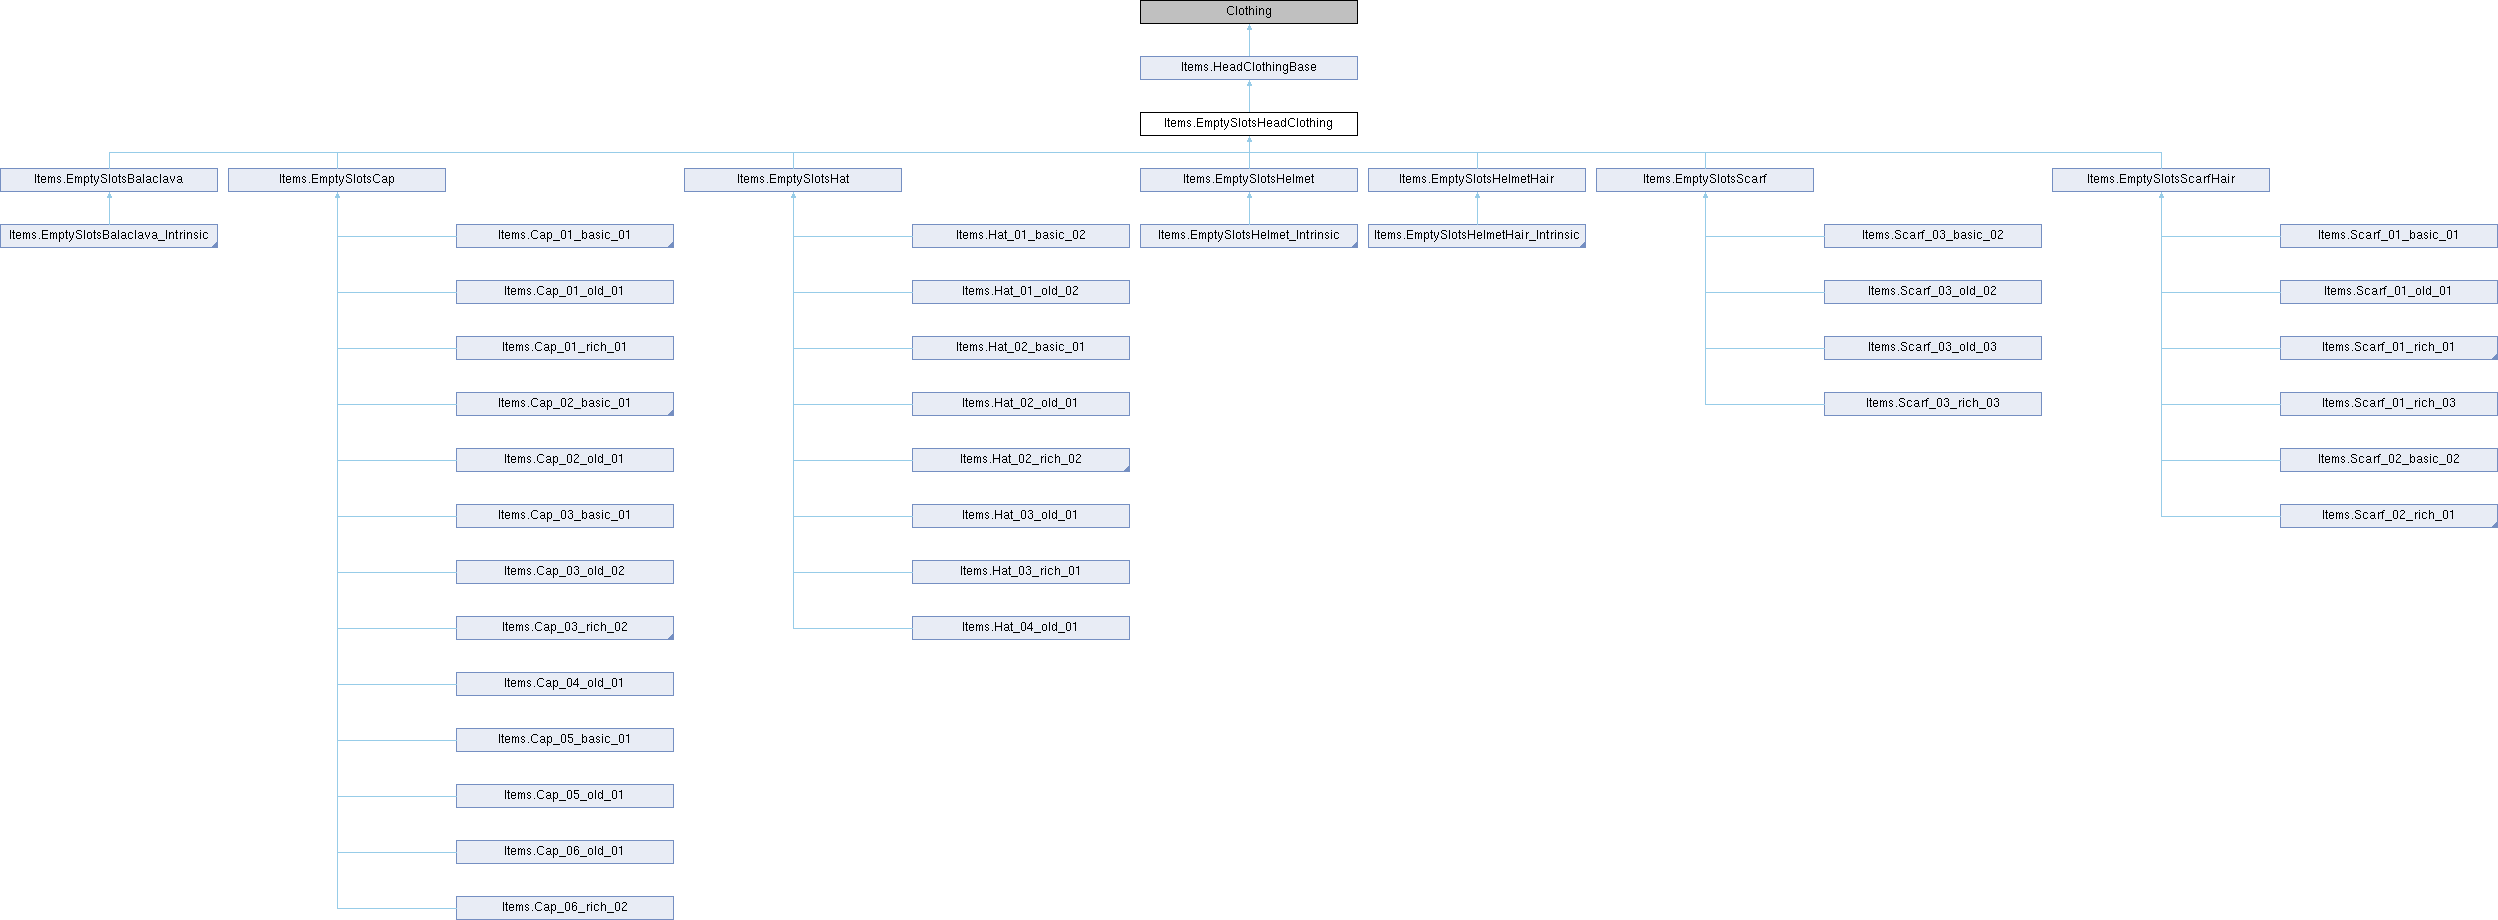 Clothing
Items.HeadClothingBase
Items.EmptySlotsHeadClothing
Items.EmptySlotsBalaclava
Items.EmptySlotsCap
Items.EmptySlotsHat
Items.EmptySlotsHelmet
Items.EmptySlotsHelmetHair
Items.EmptySlotsScarf
Items.EmptySlotsScarfHair
Items.EmptySlotsBalaclava_Intrinsic
Items.Cap_01_basic_01
Items.Hat_01_basic_02
Items.EmptySlotsHelmet_Intrinsic
Items.EmptySlotsHelmetHair_Intrinsic
Items.Scarf_03_basic_02
Items.Scarf_01_basic_01
Items.Cap_01_old_01
Items.Hat_01_old_02
Items.Scarf_03_old_02
Items.Scarf_01_old_01
Items.Cap_01_rich_01
Items.Hat_02_basic_01
Items.Scarf_03_old_03
Items.Scarf_01_rich_01
Items.Cap_02_basic_01
Items.Hat_02_old_01
Items.Scarf_03_rich_03
Items.Scarf_01_rich_03
Items.Cap_02_old_01
Items.Hat_02_rich_02
Items.Scarf_02_basic_02
Items.Cap_03_basic_01
Items.Hat_03_old_01
Items.Scarf_02_rich_01
Items.Cap_03_old_02
Items.Hat_03_rich_01
Items.Cap_03_rich_02
Items.Hat_04_old_01
Items.Cap_04_old_01
Items.Cap_05_basic_01
Items.Cap_05_old_01
Items.Cap_06_old_01
Items.Cap_06_rich_02